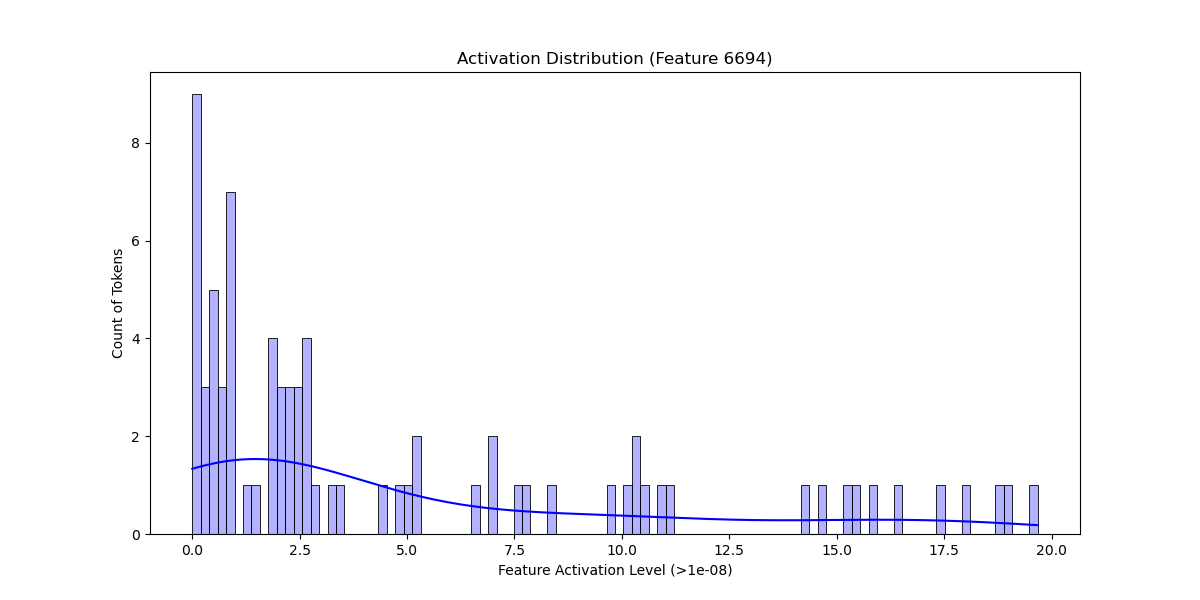 Activation Distribution (Feature 6694)
Count of Tokens
8
6
4
2
0
0.0 2.5 5.0 7.5 10.0 12.5 15.0 17.5 20.0
Feature Activation Level (>1e-08)